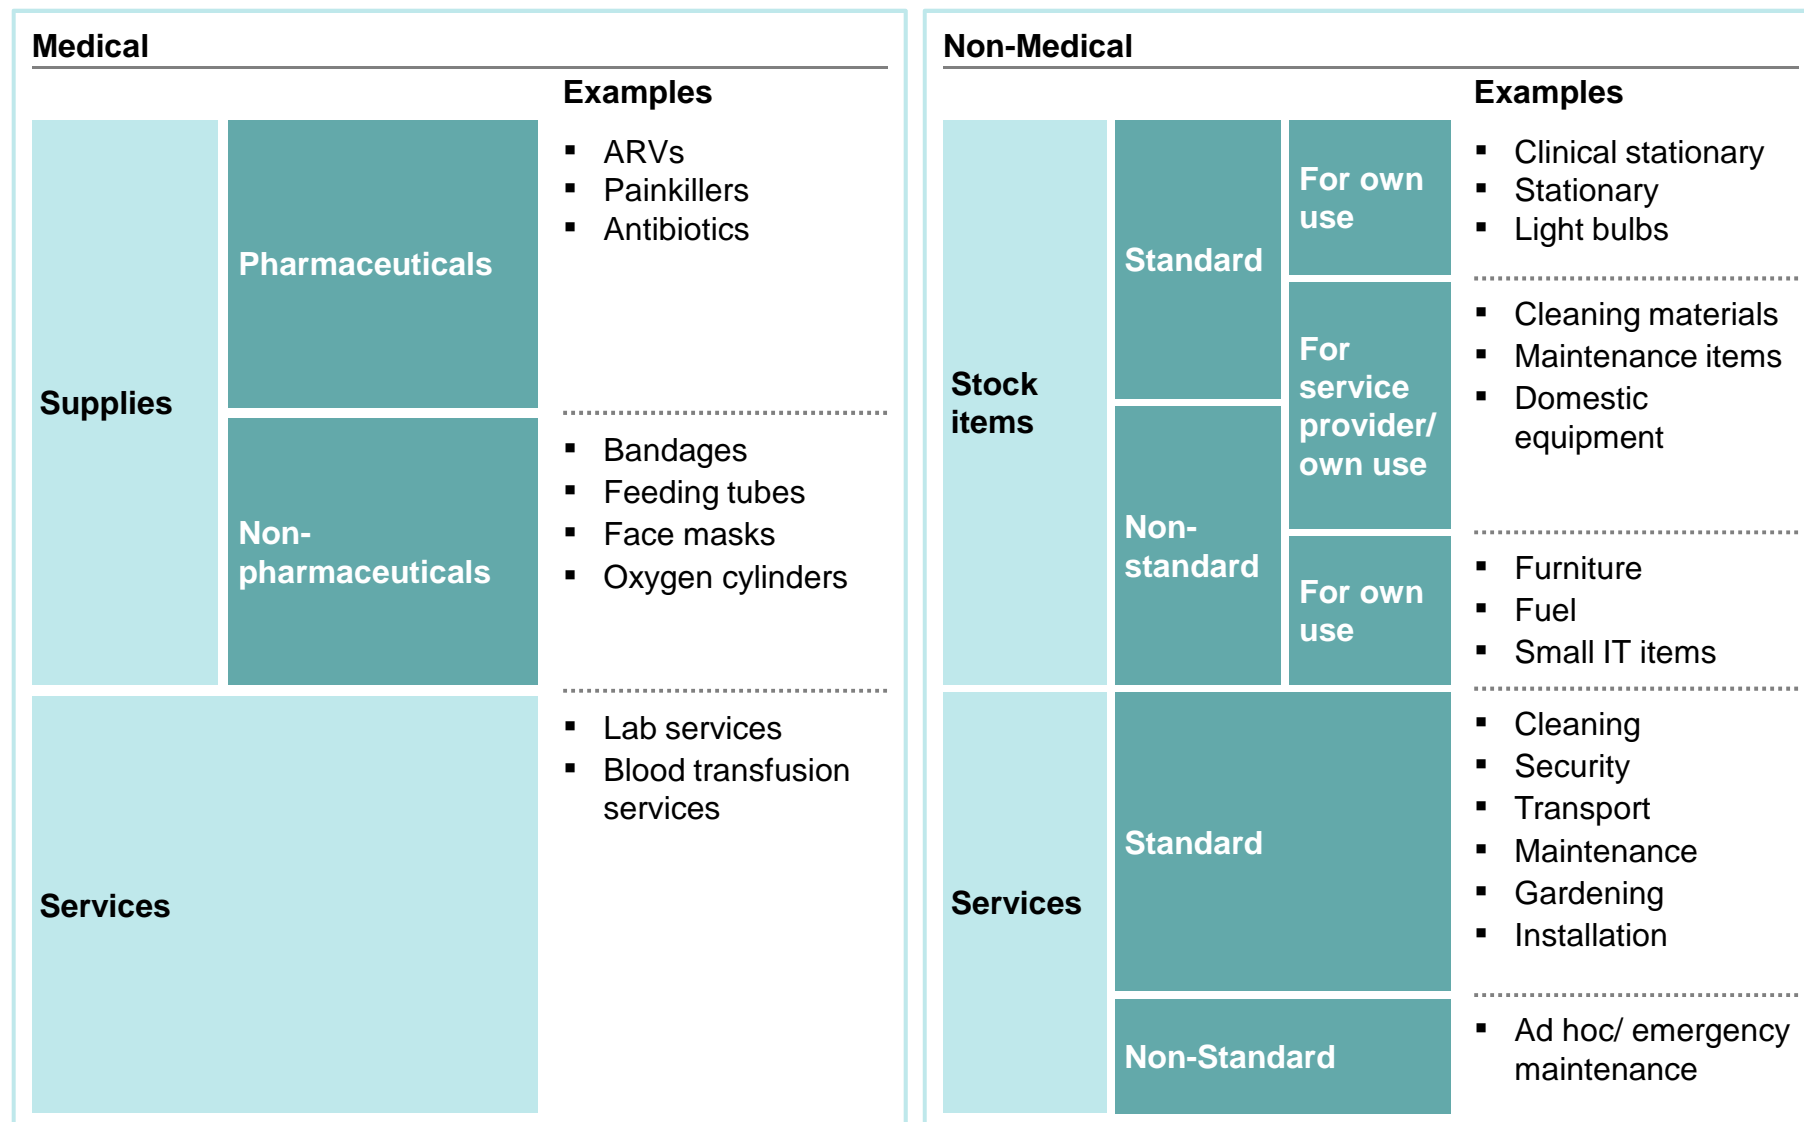 Medical
Examples
Supplies
Pharmaceuticals
ARVs
Painkillers
Antibiotics
Non-
pharmaceuticals
Bandages
Feeding tubes
Face masks
Oxygen cylinders
Services
Lab services
Blood transfusion
services
Non-Medical
Examples
Stock
items
Standard
For own
use
Clinical stationary
Stationary
Light bulbs
For
service
provider/
own use
Cleaning materials
Maintenance items
Domestic
equipment
Non-
standard
For own
use
Furniture
Fuel
Small IT items
Services
Standard
Cleaning
Security
Transport
Maintenance
Gardening
Installation
Non-Standard
Ad hoc/ emergency
maintenance